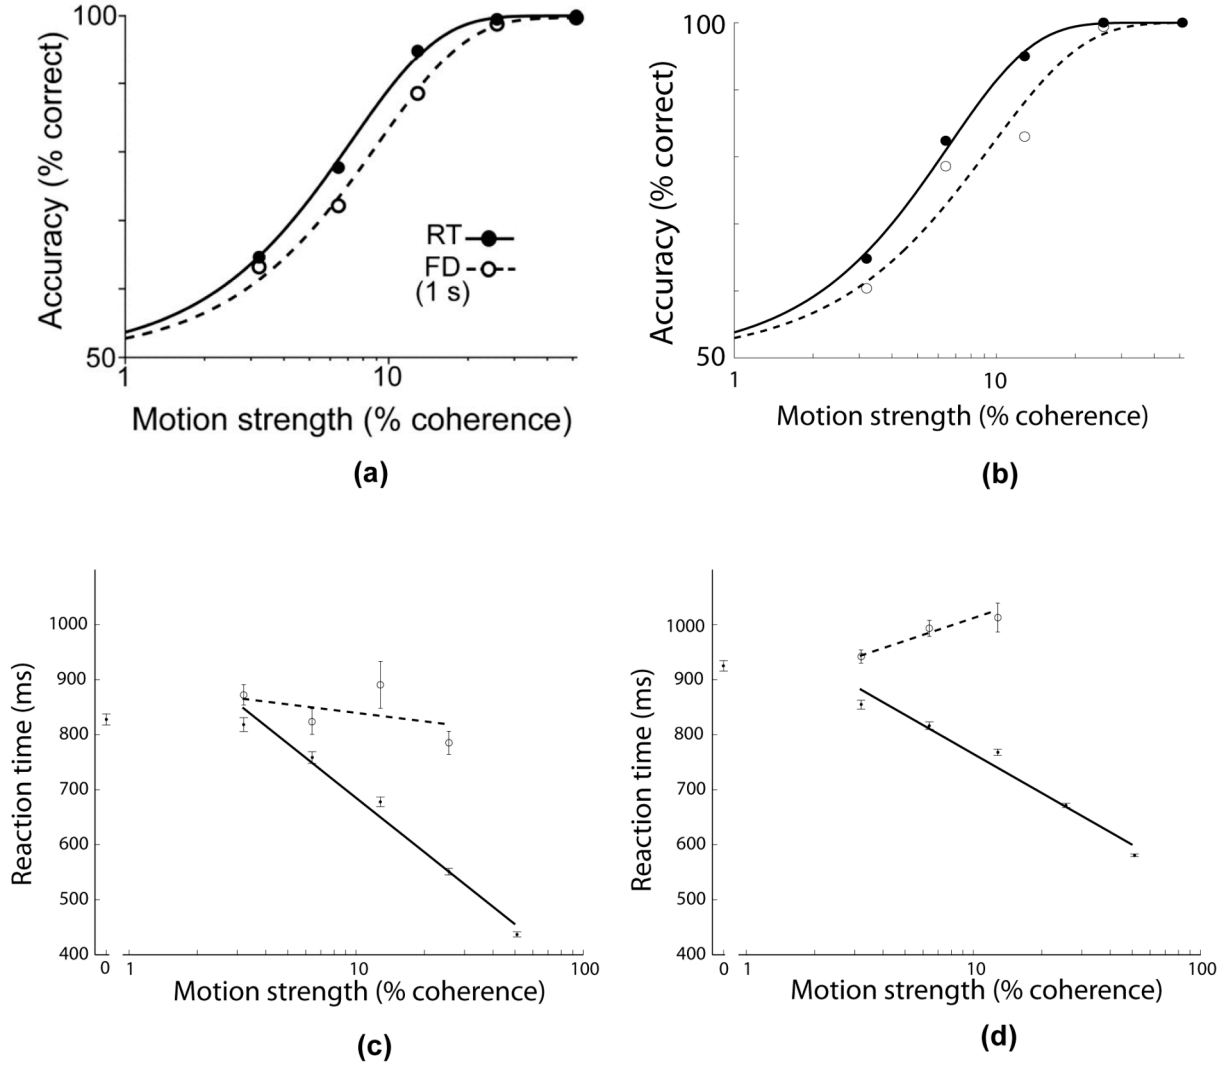 100
Accuracy (% correct)
RT
FD
(1 s)
50
1
10
Motion strength (% coherence)
(a)
100
Accuracy (% correct)
50
1
10
Motion strength (% coherence)
(b)
1000
900
800
700
600
500
400
Reaction time (ms)
0 1 10 100
Motion strength (% coherence)
(c)
1000
900
800
700
600
500
400
Reaction time (ms)
0 1 10 100
Motion strength (% coherence)
(d)